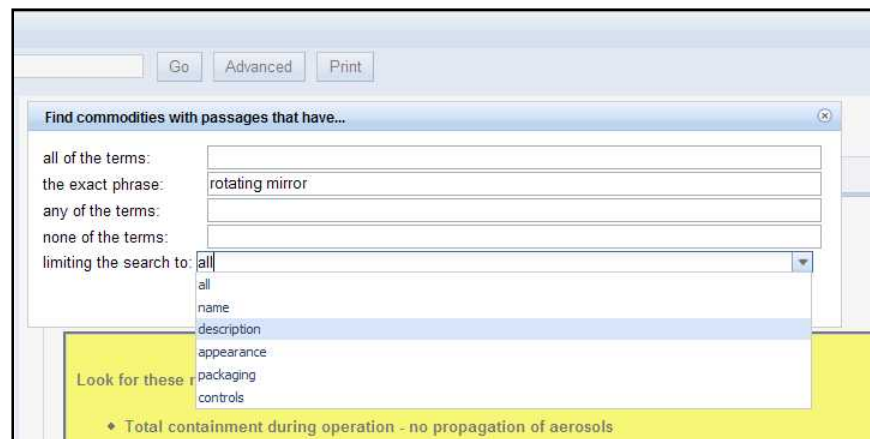 Go Advanced Print
Find commodities with passages that have...
all of the terms:
the exact phrase: rotating mirror
any of the terms:
none of the terms:
limiting the search to: all
all
name
description
appearance
packaging
controls
Look for these
Total containment during operation - no propagation of aerosols